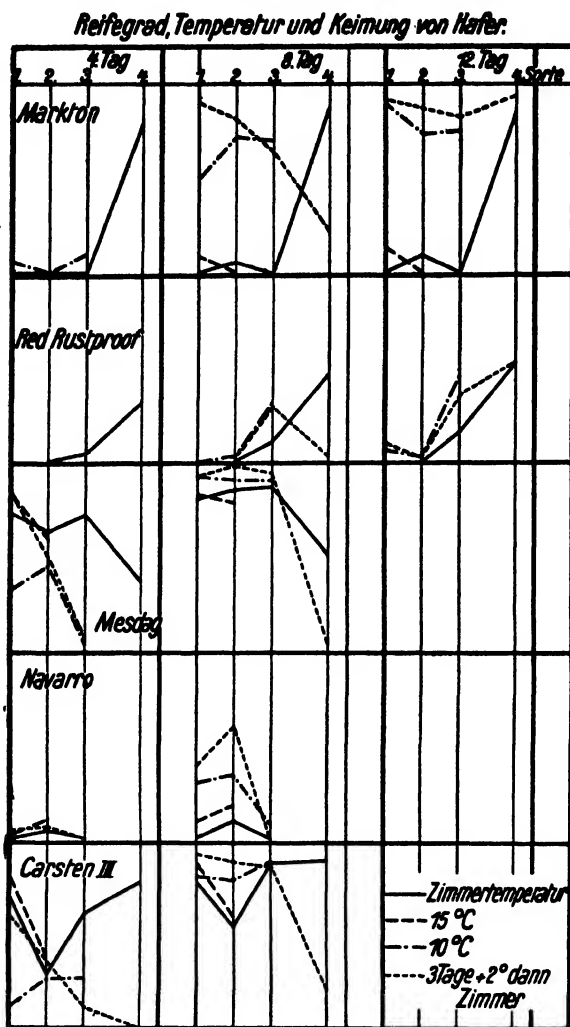 Reifegrad, Temperatur und Keimung von Hafer.
4. Tag 8. Tag 12. Tag
1. 2. 3. 4. 1. 2. 3. 4. 1. 2. 3. 4. Sorte
Markton
Red Rustproof
Mesdag
Navarro
Carsten III
Zimmertemperatur
15 °C
10 °C
3 Tage + 2° dann
Zimmer